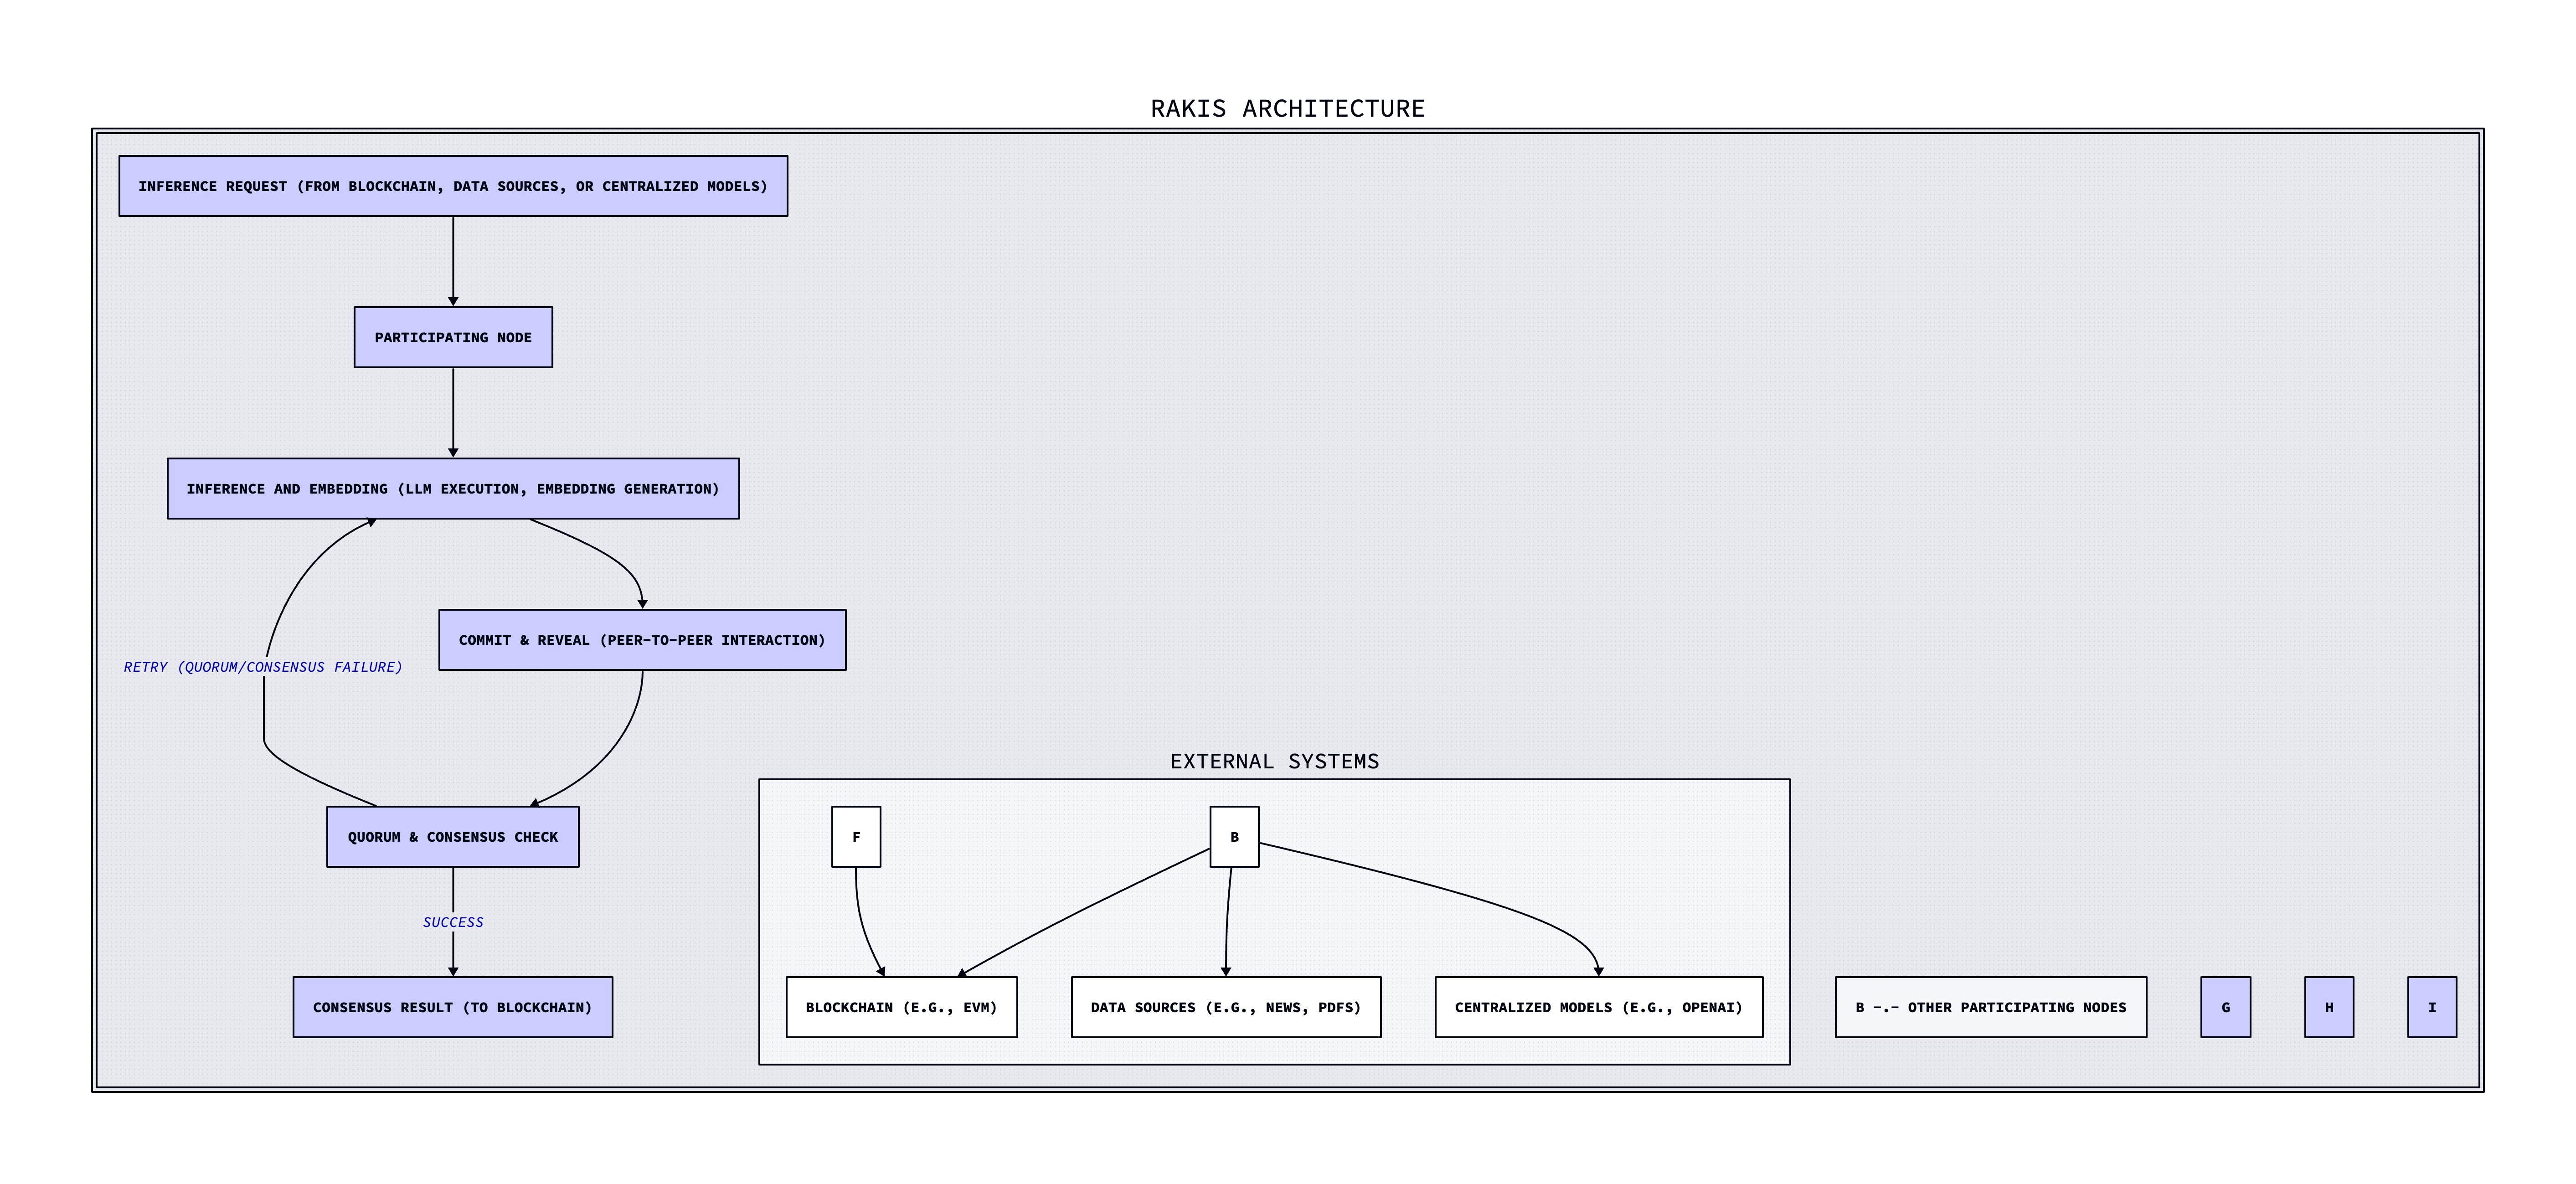 RAKIS ARCHITECTURE
INFERENCE REQUEST (FROM BLOCKCHAIN, DATA SOURCES, OR CENTRALIZED MODELS)
PARTICIPATING NODE
INFERENCE AND EMBEDDING (LLM EXECUTION, EMBEDDING GENERATION)
COMMIT & REVEAL (PEER-TO-PEER INTERACTION)
RETRY (QUORUM/CONSENSUS FAILURE)
QUORUM & CONSENSUS CHECK
SUCCESS
CONSENSUS RESULT (TO BLOCKCHAIN)
EXTERNAL SYSTEMS
F
B
BLOCKCHAIN (E.G., EVM)
DATA SOURCES (E.G., NEWS, PDFS)
CENTRALIZED MODELS (E.G., OPENAI)
B -.- OTHER PARTICIPATING NODES
G
H
I